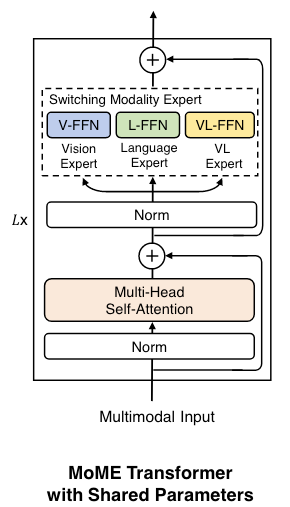 Switching Modality Expert
V-FFN L-FFN VL-FFN
Vision Expert
Language Expert
VL Expert
Norm
Lx
Multi-Head
Self-Attention
Norm
Multimodal Input
MoME Transformer
with Shared Parameters